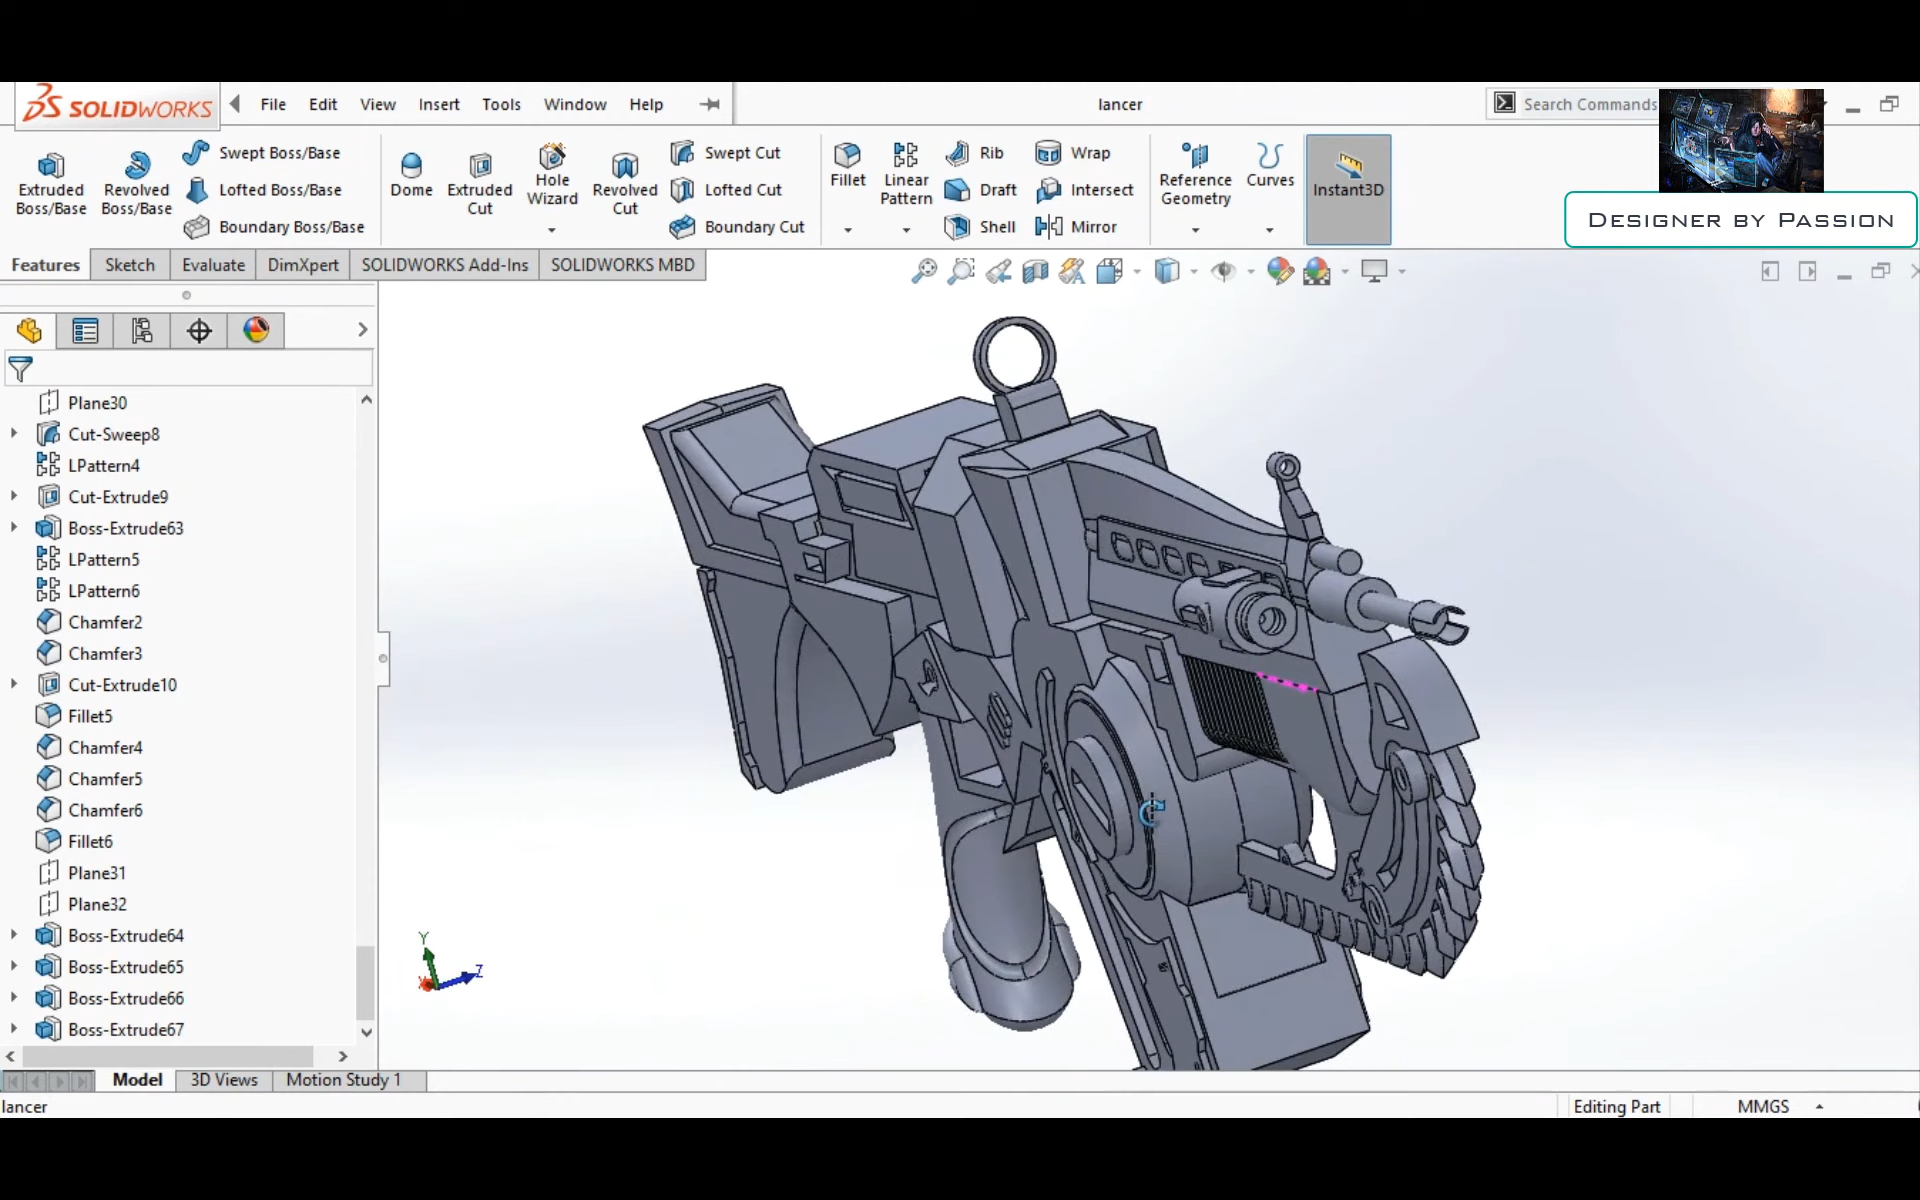 SOLIDWORKS File Edit View Insert Tools Window Help lancer Search Commands
Extruded Boss/Base
Revolved Boss/Base
Swept Boss/Base
Lofted Boss/Base
Boundary Boss/Base
Dome
Extruded Cut
Hole Wizard
Revolved Cut
Swept Cut
Lofted Cut
Boundary Cut
Fillet
Linear Pattern
Rib
Draft
Shell
Wrap
Intersect
Mirror
Reference Geometry
Curves
Instant3D
Designer by Passion
Features Sketch Evaluate DimXpert SOLIDWORKS Add-Ins SOLIDWORKS MBD
Plane30
Cut-Sweep8
LPattern4
Cut-Extrude9
Boss-Extrude63
LPattern5
LPattern6
Chamfer2
Chamfer3
Cut-Extrude10
Fillet5
Chamfer4
Chamfer5
Chamfer6
Fillet6
Plane31
Plane32
Boss-Extrude64
Boss-Extrude65
Boss-Extrude66
Boss-Extrude67
Y
Z
X
Model 3D Views Motion Study 1
lancer Editing Part MMGS